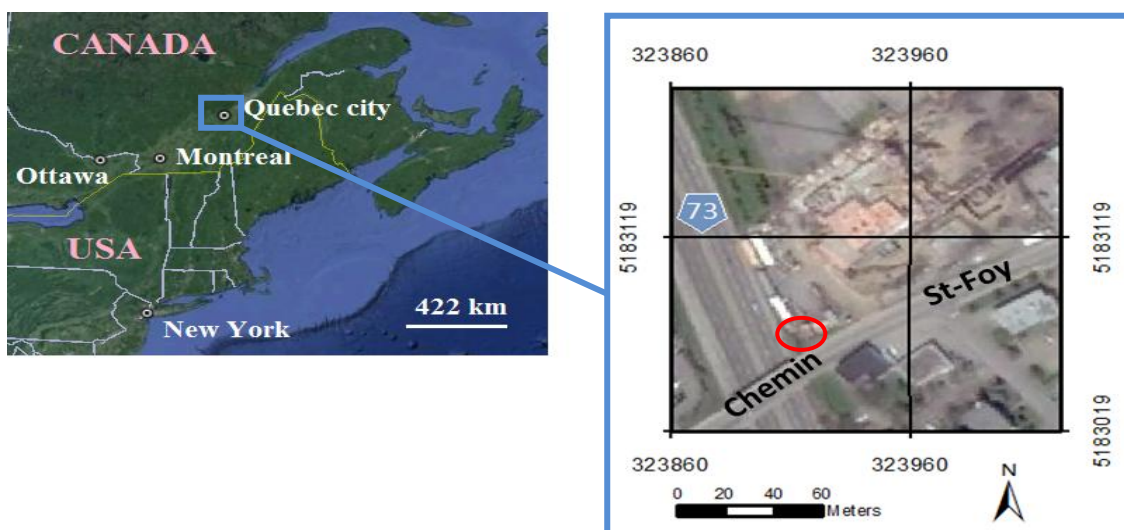 CANADA
Quebec city
Montreal
Ottawa
USA
New York
422 km
323860 323960
73
5183119
5183119
St-Foy
Chemin
5183019
323860 323960
N
0 20 40 60
Meters